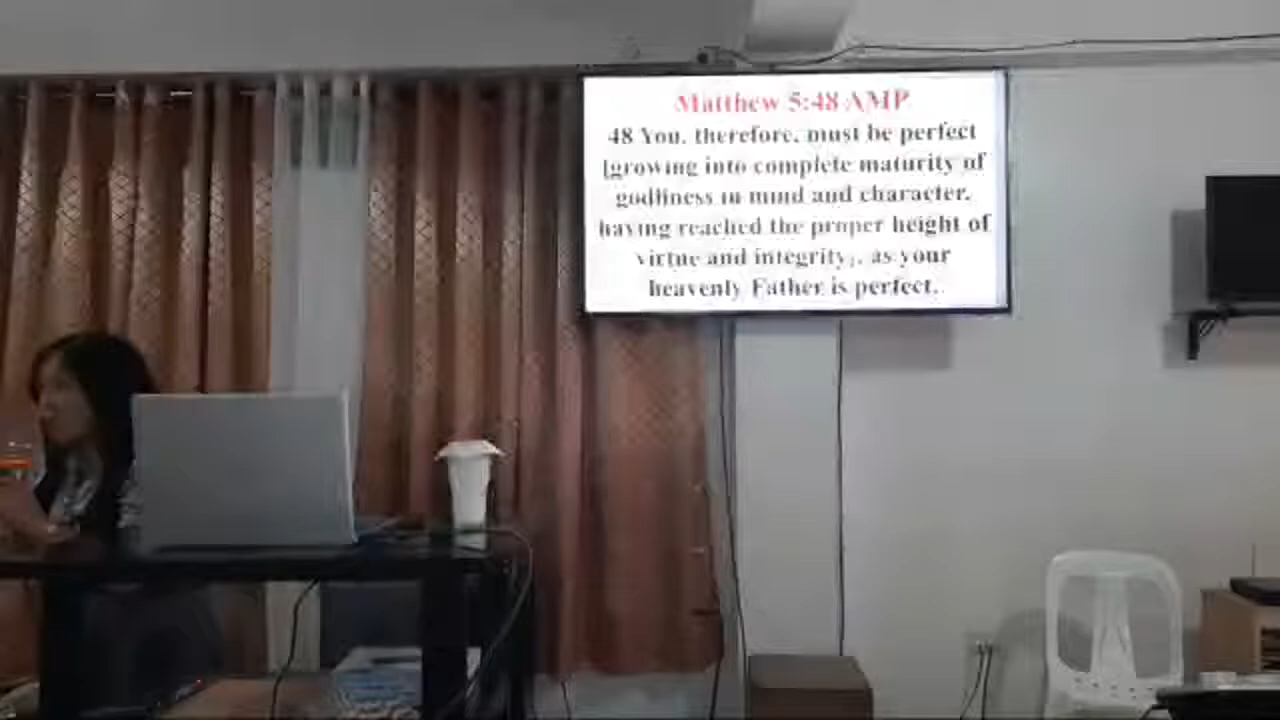 Matthew 5:48 AMP
48 You, therefore, must be perfect
[growing into complete maturity of
godliness in mind and character,
having reached the proper height of
virtue and integrity], as your
heavenly Father is perfect.